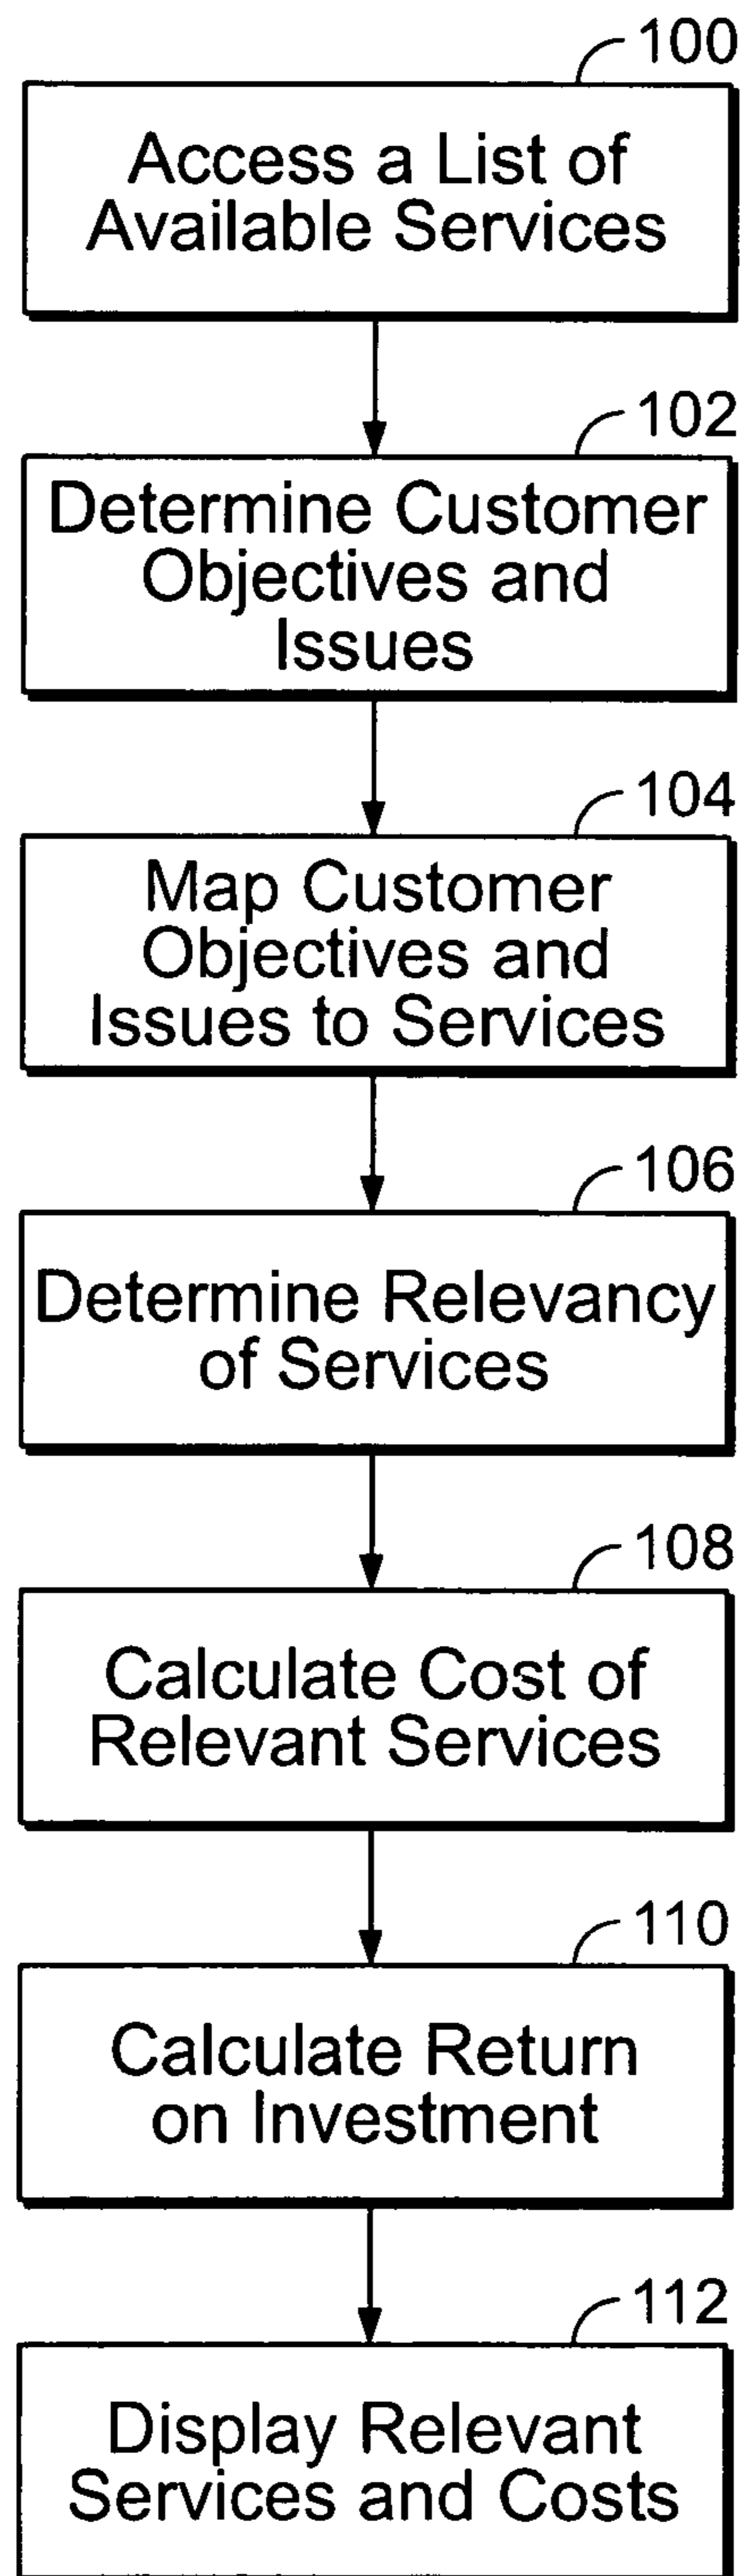 100
Access a List of
Available Services
102
Determine Customer
Objectives and
Issues
104
Map Customer
Objectives and
Issues to Services
106
Determine Relevancy
of Services
108
Calculate Cost of
Relevant Services
110
Calculate Return
on Investment
112
Display Relevant
Services and Costs